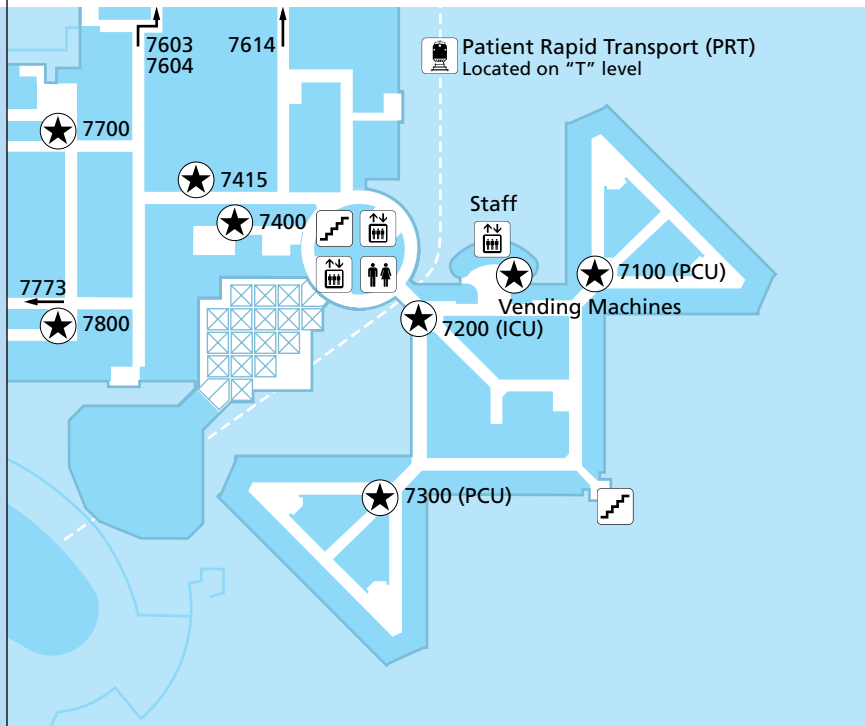 7603
7604
7614
Patient Rapid Transport (PRT)
Located on “T” level
7700
7415
Staff
7400
7100 (PCU)
7773
Vending Machines
7800
7200 (ICU)
7300 (PCU)